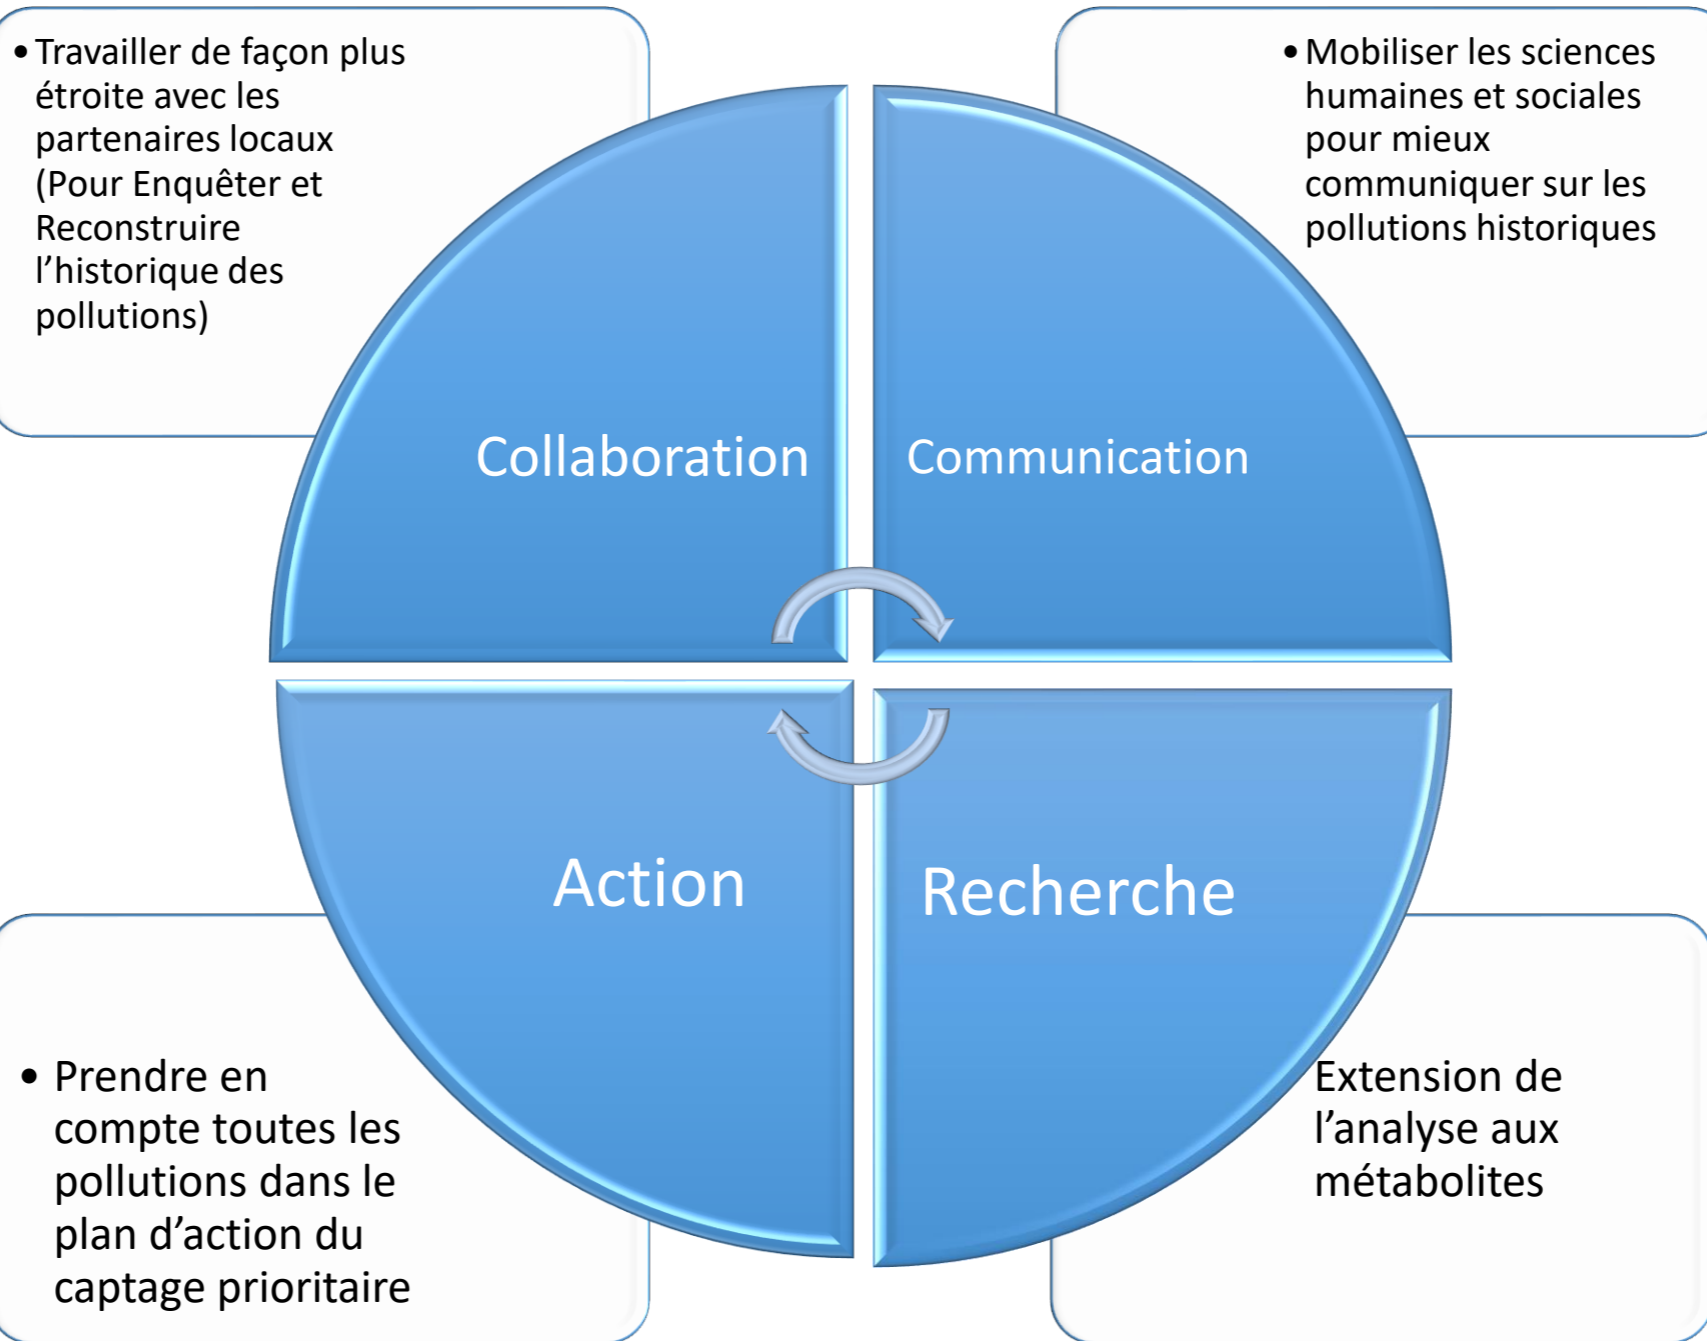 • Travailler de façon plus
étroite avec les
partenaires locaux
(Pour Enquêter et
Reconstruire
l’historique des
pollutions)
• Mobiliser les sciences
humaines et sociales
pour mieux
communiquer sur les
pollutions historiques
Collaboration
Communication
Action
Recherche
• Prendre en
compte toutes les
pollutions dans le
plan d’action du
captage prioritaire
Extension de
l’analyse aux
métabolites